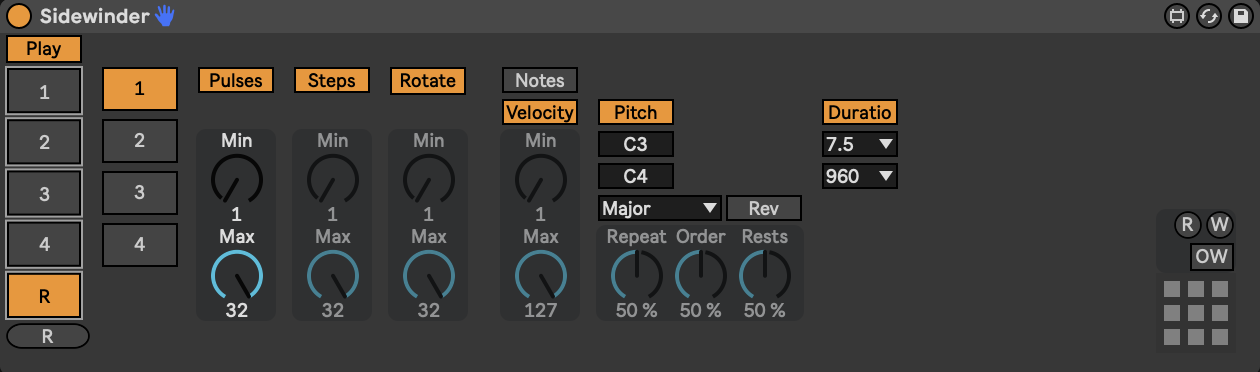 Sidewinder
Play
1
2
3
4
R
R
1
2
3
4
Pulses
Min
1
Max
32
Steps
Min
1
Max
32
Rotate
Min
1
Max
32
Notes
Velocity
Min
1
Max
127
Pitch
C3
C4
Major
Rev
Repeat Order Rests
50 % 50 % 50 %
Duratio
7.5
960
R W
OW